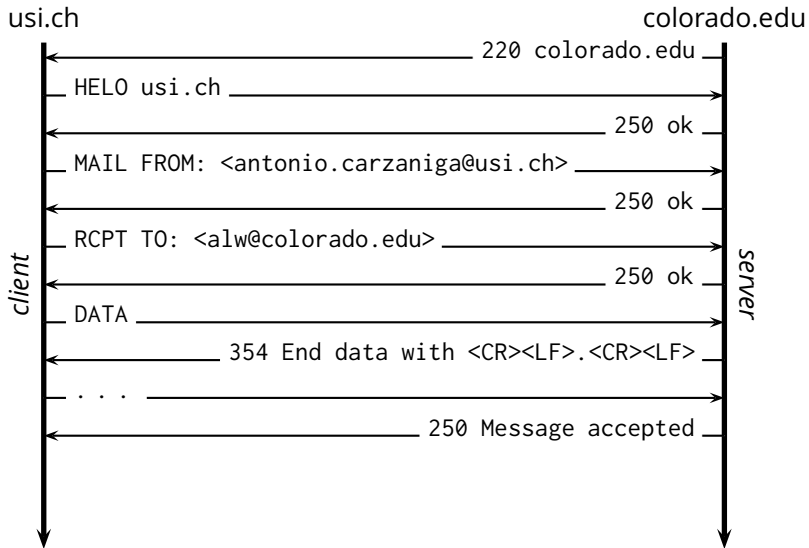 usi.ch colorado.edu
220 colorado.edu
HELO usi.ch
250 ok
MAIL FROM: <antonio.carzaniga@usi.ch>
250 ok
RCPT TO: <alw@colorado.edu>
250 ok
client
server
DATA
354 End data with <CR><LF>.<CR><LF>
. . .
250 Message accepted